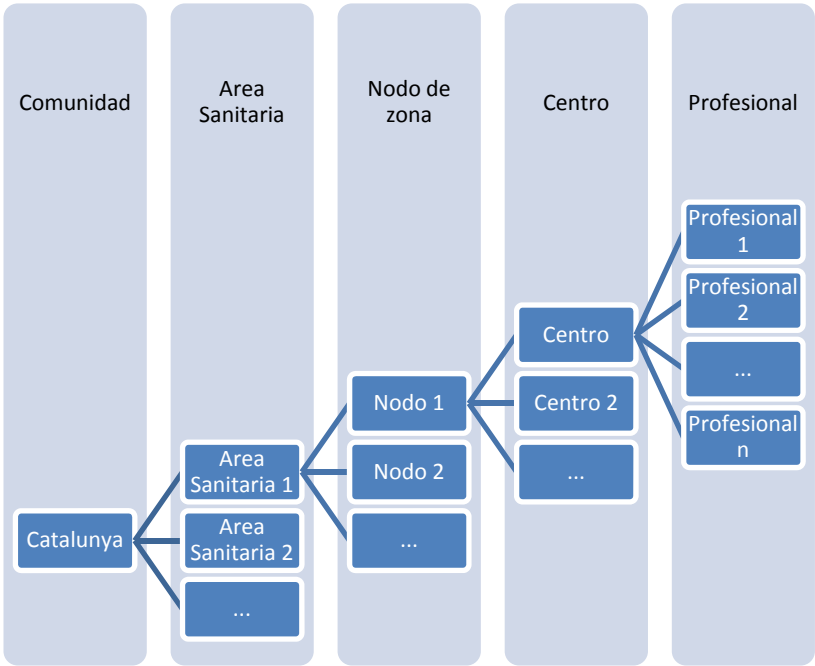 Comunidad
Area
Sanitaria
Nodo de
zona
Centro
Profesional
Catalunya
Area
Sanitaria 1
Area
Sanitaria 2
...
Nodo 1
Nodo 2
...
Centro
Centro 2
...
Profesional
1
Profesional
2
...
Profesional
n